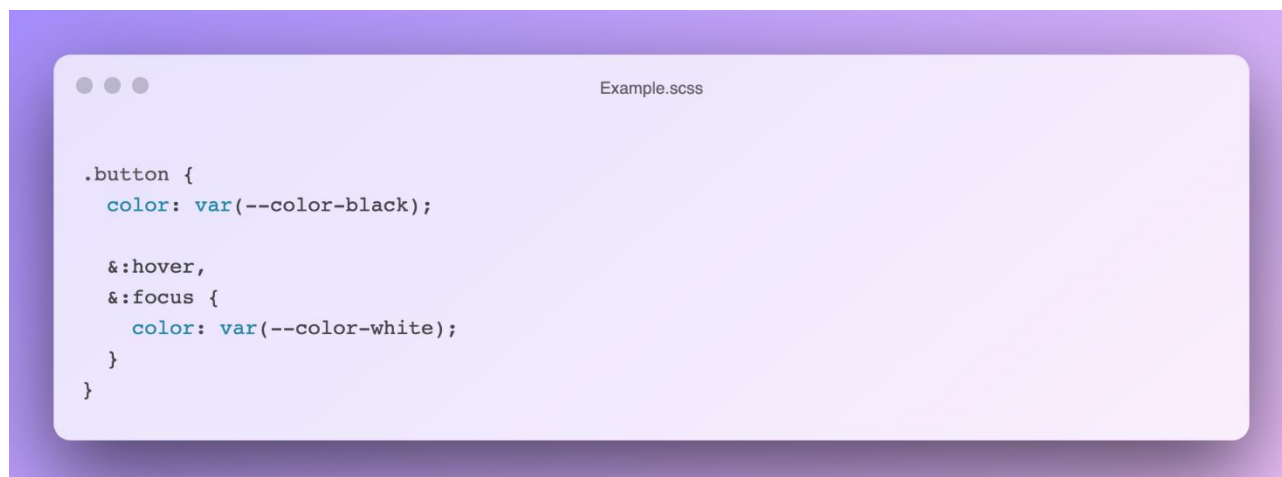 Example.scss
.button {
  color: var(--color-black);
  &:hover,
  &:focus {
    color: var(--color-white);
  }
}